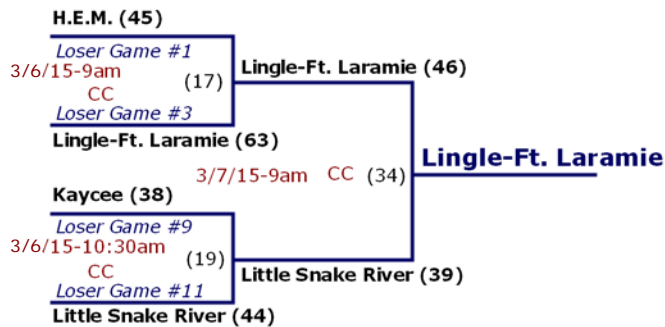 H.E.M. (45)
Loser Game #1
3/6/15-9am
(17)
CC
Loser Game #3
Lingle-Ft. Laramie (63)
Lingle-Ft. Laramie (46)
3/7/15-9am CC (34)
Lingle-Ft. Laramie
Kaycee (38)
Loser Game #9
3/6/15-10:30am
(19)
CC
Loser Game #11
Little Snake River (44)
Little Snake River (39)